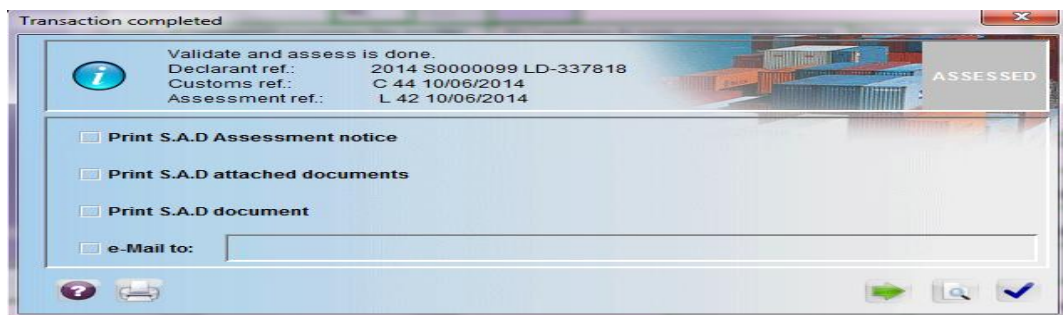 Transaction completed
Validate and assess is done.
Declarant ref.: 2014 S0000099 LD-337818
Customs ref.: C 44 10/06/2014
Assessment ref.: L 42 10/06/2014
ASSESSED
Print S.A.D Assessment notice
Print S.A.D attached documents
Print S.A.D document
e-Mail to: